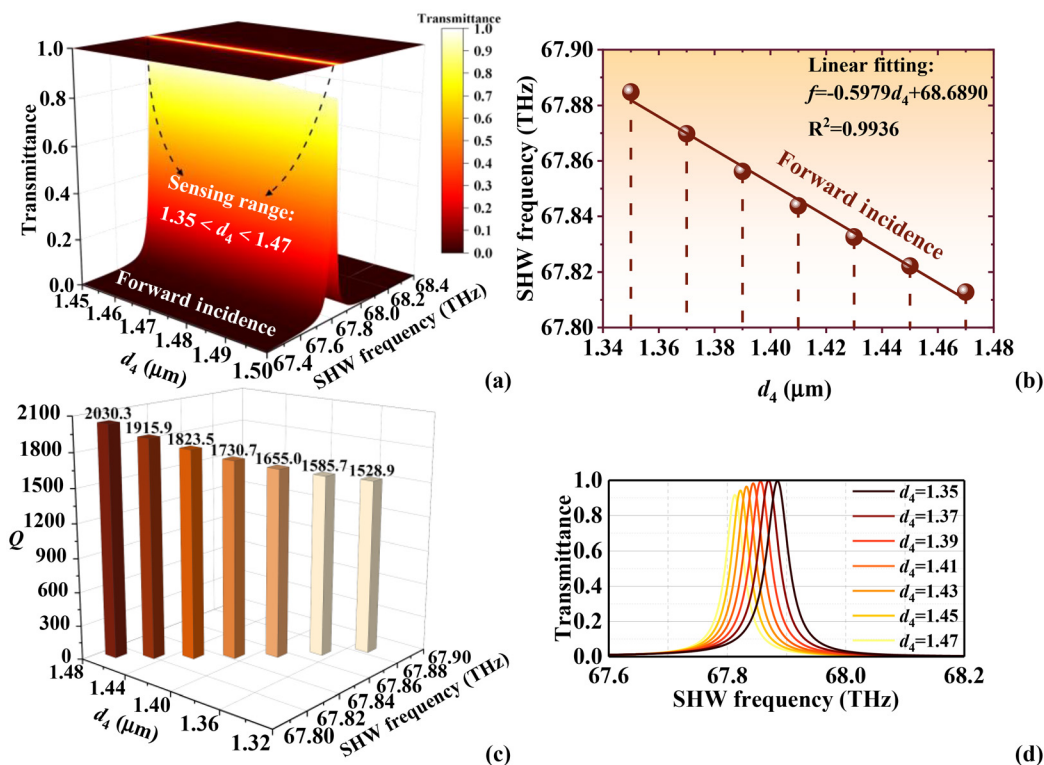 Transmittance
1.0
0.9
0.8
0.7
0.6
0.5
0.4
0.3
0.2
0.1
0.0
Transmittance
1.0
0.8
0.6
0.4
0.2
0.0
Sensing range:
1.35 < d₄ < 1.47
Forward incidence
1.45
1.46
1.47
1.48
1.49
1.50
d₄ (μm)
67.4
67.6
67.8
68.0
68.2
68.4
SHW frequency (THz)
(a)
SHW frequency (THz)
67.90
67.88
67.86
67.84
67.82
67.80
Linear fitting:
f=-0.5979d₄+68.6890
R²=0.9936
Forward incidence
1.34 1.36 1.38 1.40 1.42 1.44 1.46 1.48
d₄ (μm)
(b)
Q
2100
1800
1500
1200
900
600
300
0
2030.3
1915.9
1823.5
1730.7
1655.0
1585.7
1528.9
1.48
1.44
1.40
1.36
1.32
d₄ (μm)
67.80
67.82
67.84
67.86
67.88
67.90
SHW frequency (THz)
(c)
Transmittance
1.0
0.8
0.6
0.4
0.2
0
d₄=1.35
d₄=1.37
d₄=1.39
d₄=1.41
d₄=1.43
d₄=1.45
d₄=1.47
67.6 67.8 68.0 68.2
SHW frequency (THz)
(d)